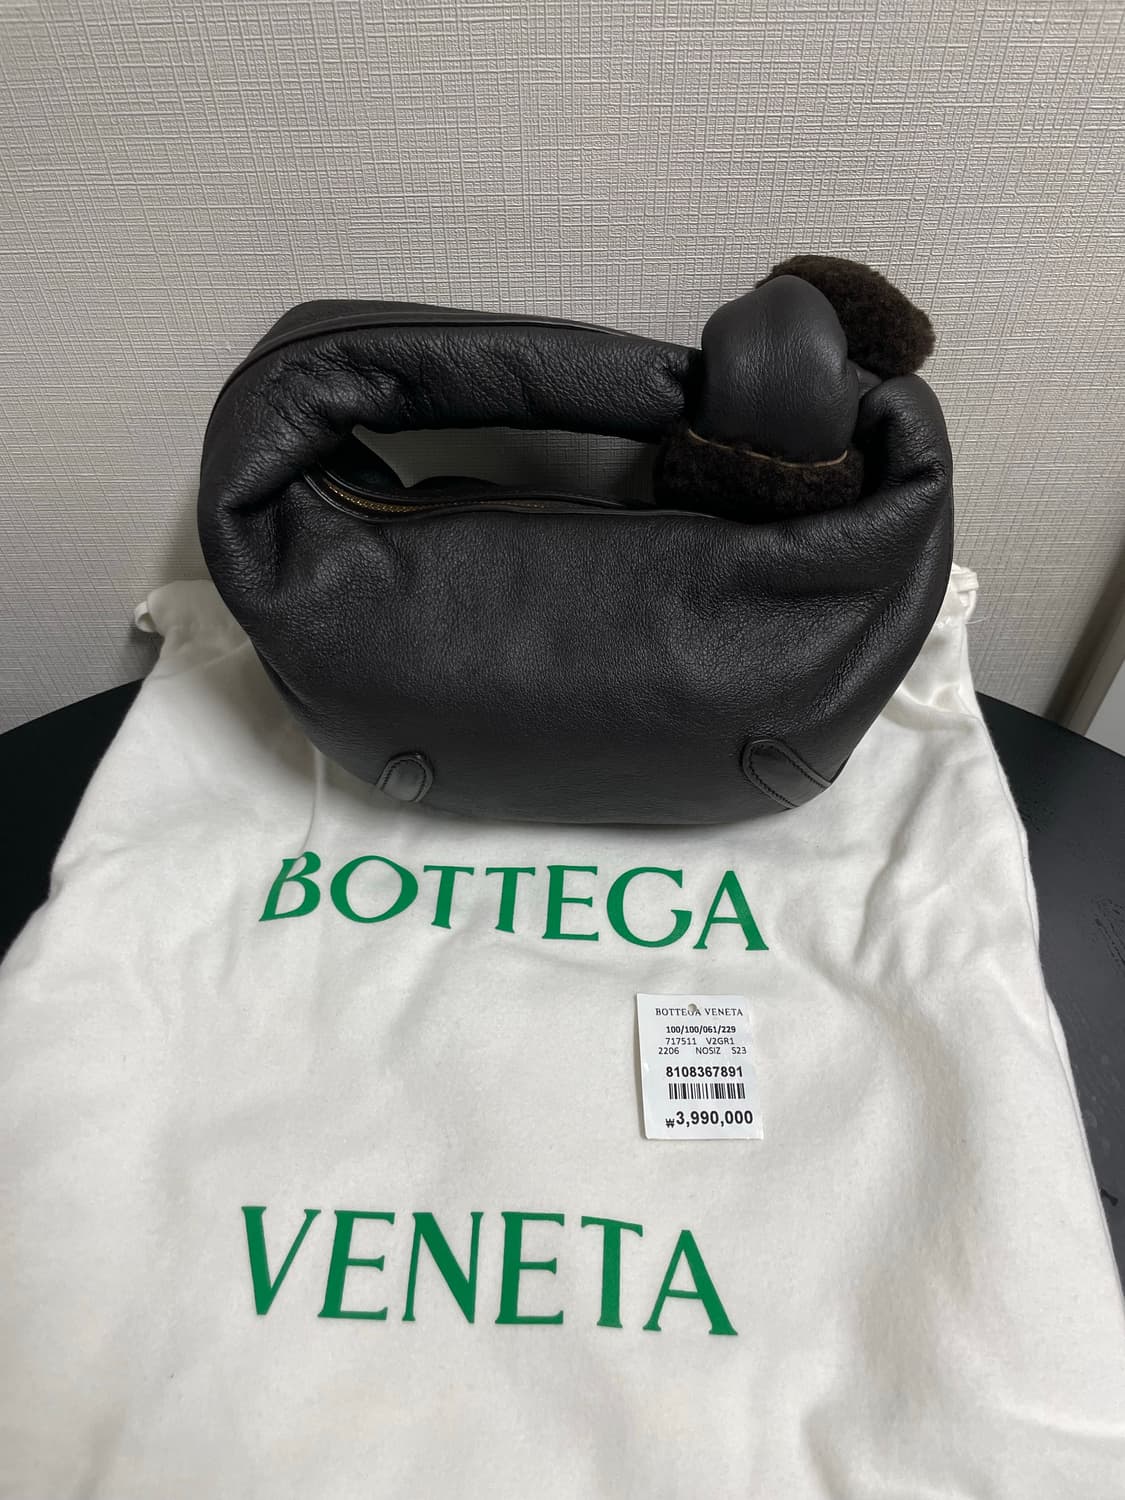 BOTTEGA
VENETA
BOTTEGA VENETA
100/100/061/229
717511 V2GR1
2206 NOSIZ S23
8108367891
₩3,990,000